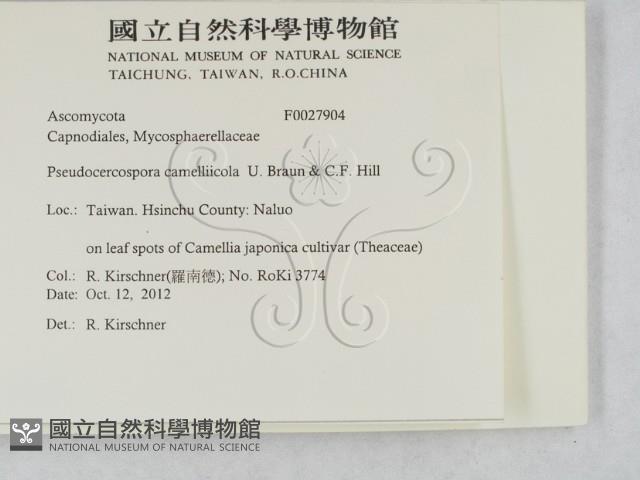 國立自然科學博物館
NATIONAL MUSEUM OF NATURAL SCIENCE
TAICHUNG, TAIWAN, R.O.CHINA
Ascomycota F0027904
Capnodiales, Mycosphaerellaceae
Pseudocercospora camelliicola U. Braun & C.F. Hill
Loc.: Taiwan. Hsinchu County: Naluo
on leaf spots of Camellia japonica cultivar (Theaceae)
Col.: R. Kirschner(羅南德); No. RoKi 3774
Date: Oct. 12, 2012
Det.: R. Kirschner
國立自然科學博物館
NATIONAL MUSEUM OF NATURAL SCIENCE